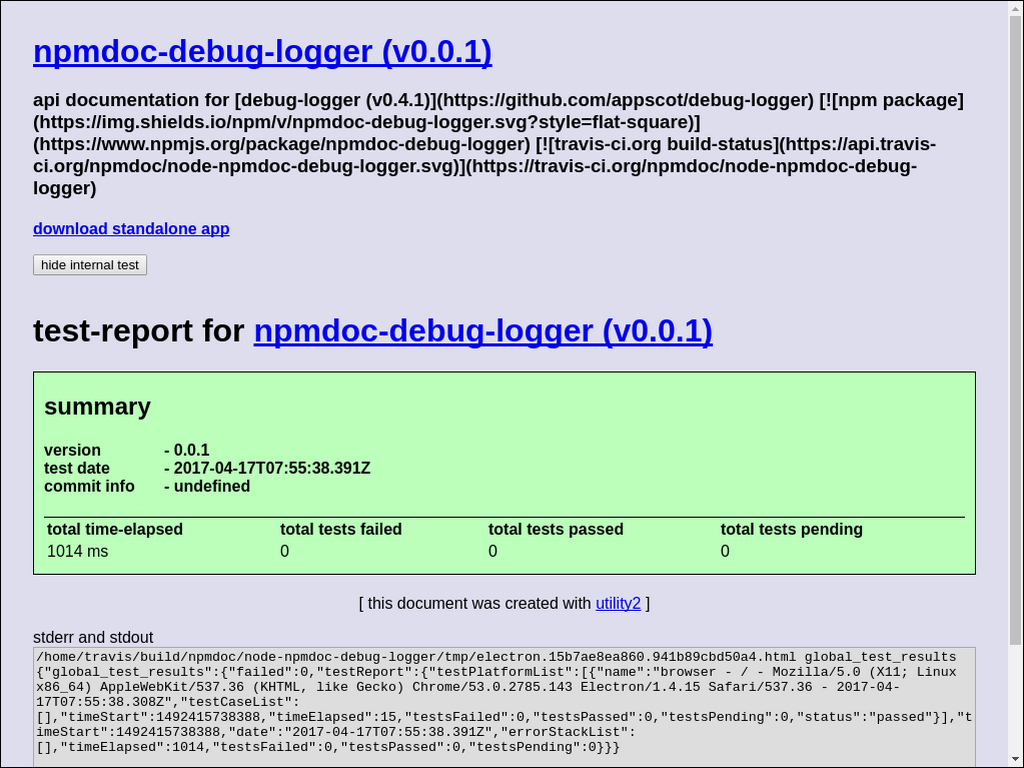 npmdoc-debug-logger (v0.0.1)
api documentation for [debug-logger (v0.4.1)](https://github.com/appscot/debug-logger) [![npm package]
(https://img.shields.io/npm/v/npmdoc-debug-logger.svg?style=flat-square)]
(https://www.npmjs.org/package/npmdoc-debug-logger) [![travis-ci.org build-status](https://api.travis-
ci.org/npmdoc/node-npmdoc-debug-logger.svg)](https://travis-ci.org/npmdoc/node-npmdoc-debug-
logger)
download standalone app
hide internal test
test-report for npmdoc-debug-logger (v0.0.1)
summary
version - 0.0.1
test date - 2017-04-17T07:55:38.391Z
commit info - undefined
total time-elapsed total tests failed total tests passed total tests pending
1014 ms 0 0 0
[ this document was created with utility2 ]
stderr and stdout
/home/travis/build/npmdoc/node-npmdoc-debug-logger/tmp/electron.15b7ae8ea860.941b89cbd50a4.html global_test_results
{"global_test_results":{"failed":0,"testReport":{"testPlatformList":[{"name":"browser - / - Mozilla/5.0 (X11; Linux
x86_64) AppleWebKit/537.36 (KHTML, like Gecko) Chrome/53.0.2785.143 Electron/1.4.15 Safari/537.36 - 2017-04-
17T07:55:38.308Z","testCaseList":
[],"timeStart":1492415738388,"timeElapsed":15,"testsFailed":0,"testsPassed":0,"testsPending":0,"status":"passed"}],"t
imeStart":1492415738388,"date":"2017-04-17T07:55:38.391Z","errorStackList":
[],"timeElapsed":1014,"testsFailed":0,"testsPassed":0,"testsPending":0}}}